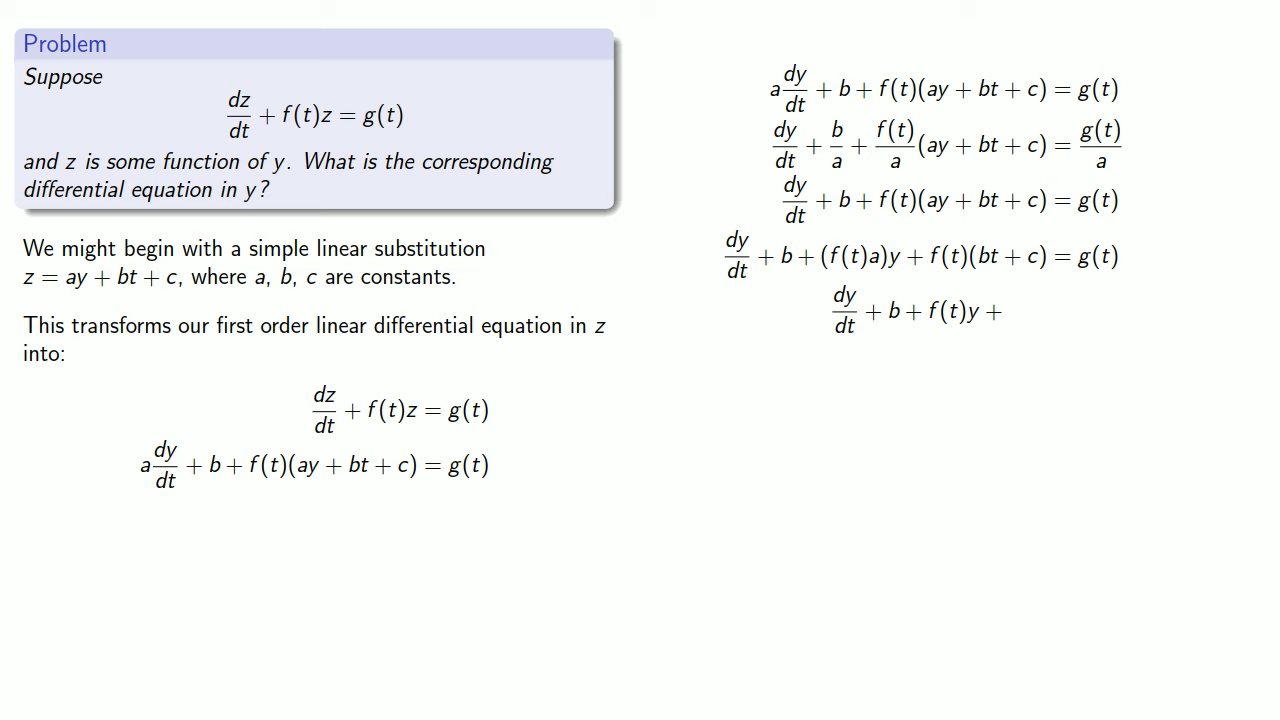 Problem
Suppose
dz/dt + f(t)z = g(t)
and z is some function of y. What is the corresponding
differential equation in y?
We might begin with a simple linear substitution
z = ay + bt + c, where a, b, c are constants.
This transforms our first order linear differential equation in z
into:
dz/dt + f(t)z = g(t)
a dy/dt + b + f(t)(ay + bt + c) = g(t)
a dy/dt + b + f(t)(ay + bt + c) = g(t)
dy/dt + b/a + f(t)/a (ay + bt + c) = g(t)/a
dy/dt + b + f(t)(ay + bt + c) = g(t)
dy/dt + b + (f(t)a)y + f(t)(bt + c) = g(t)
dy/dt + b + f(t)y +